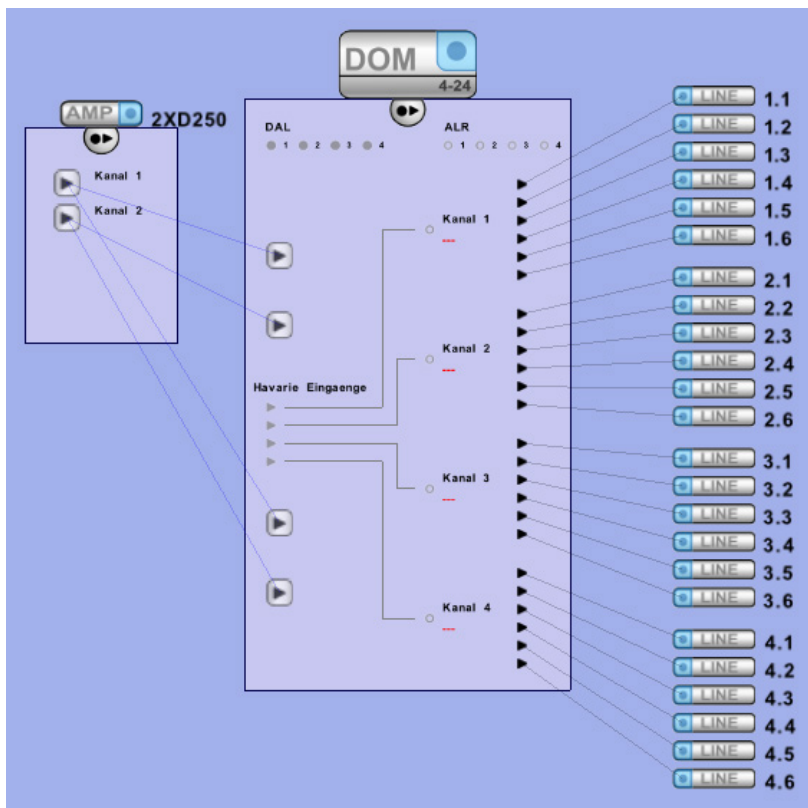 DOM
4-24
AMP
2XD250
Kanal 1
Kanal 2
DAL
1 2 3 4
ALR
1 2 3 4
Kanal 1
---
Kanal 2
---
Havarie Eingaenge
Kanal 3
---
Kanal 4
---
LINE 1.1
LINE 1.2
LINE 1.3
LINE 1.4
LINE 1.5
LINE 1.6
LINE 2.1
LINE 2.2
LINE 2.3
LINE 2.4
LINE 2.5
LINE 2.6
LINE 3.1
LINE 3.2
LINE 3.3
LINE 3.4
LINE 3.5
LINE 3.6
LINE 4.1
LINE 4.2
LINE 4.3
LINE 4.4
LINE 4.5
LINE 4.6